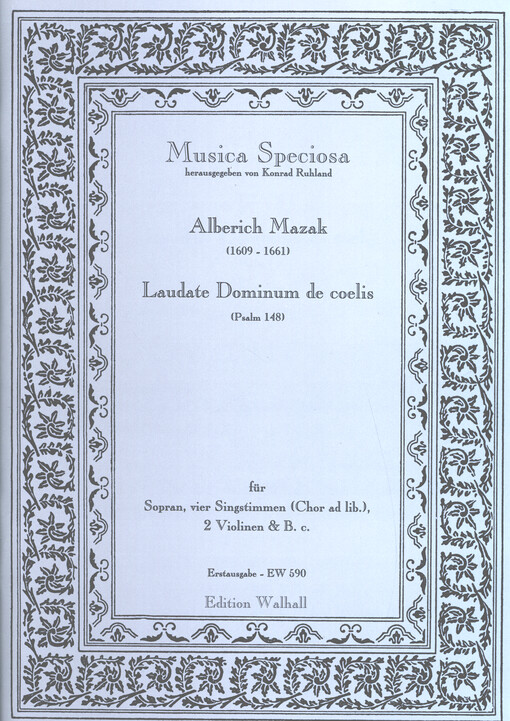 Musica Speciosa
herausgegeben von Konrad Ruhland
Alberich Mazak
(1609 - 1661)
Laudate Dominum de coelis
(Psalm 148)
für
Sopran, vier Singstimmen (Chor ad lib.),
2 Violinen & B. c.
Erstausgabe - EW 590
Edition Walhall